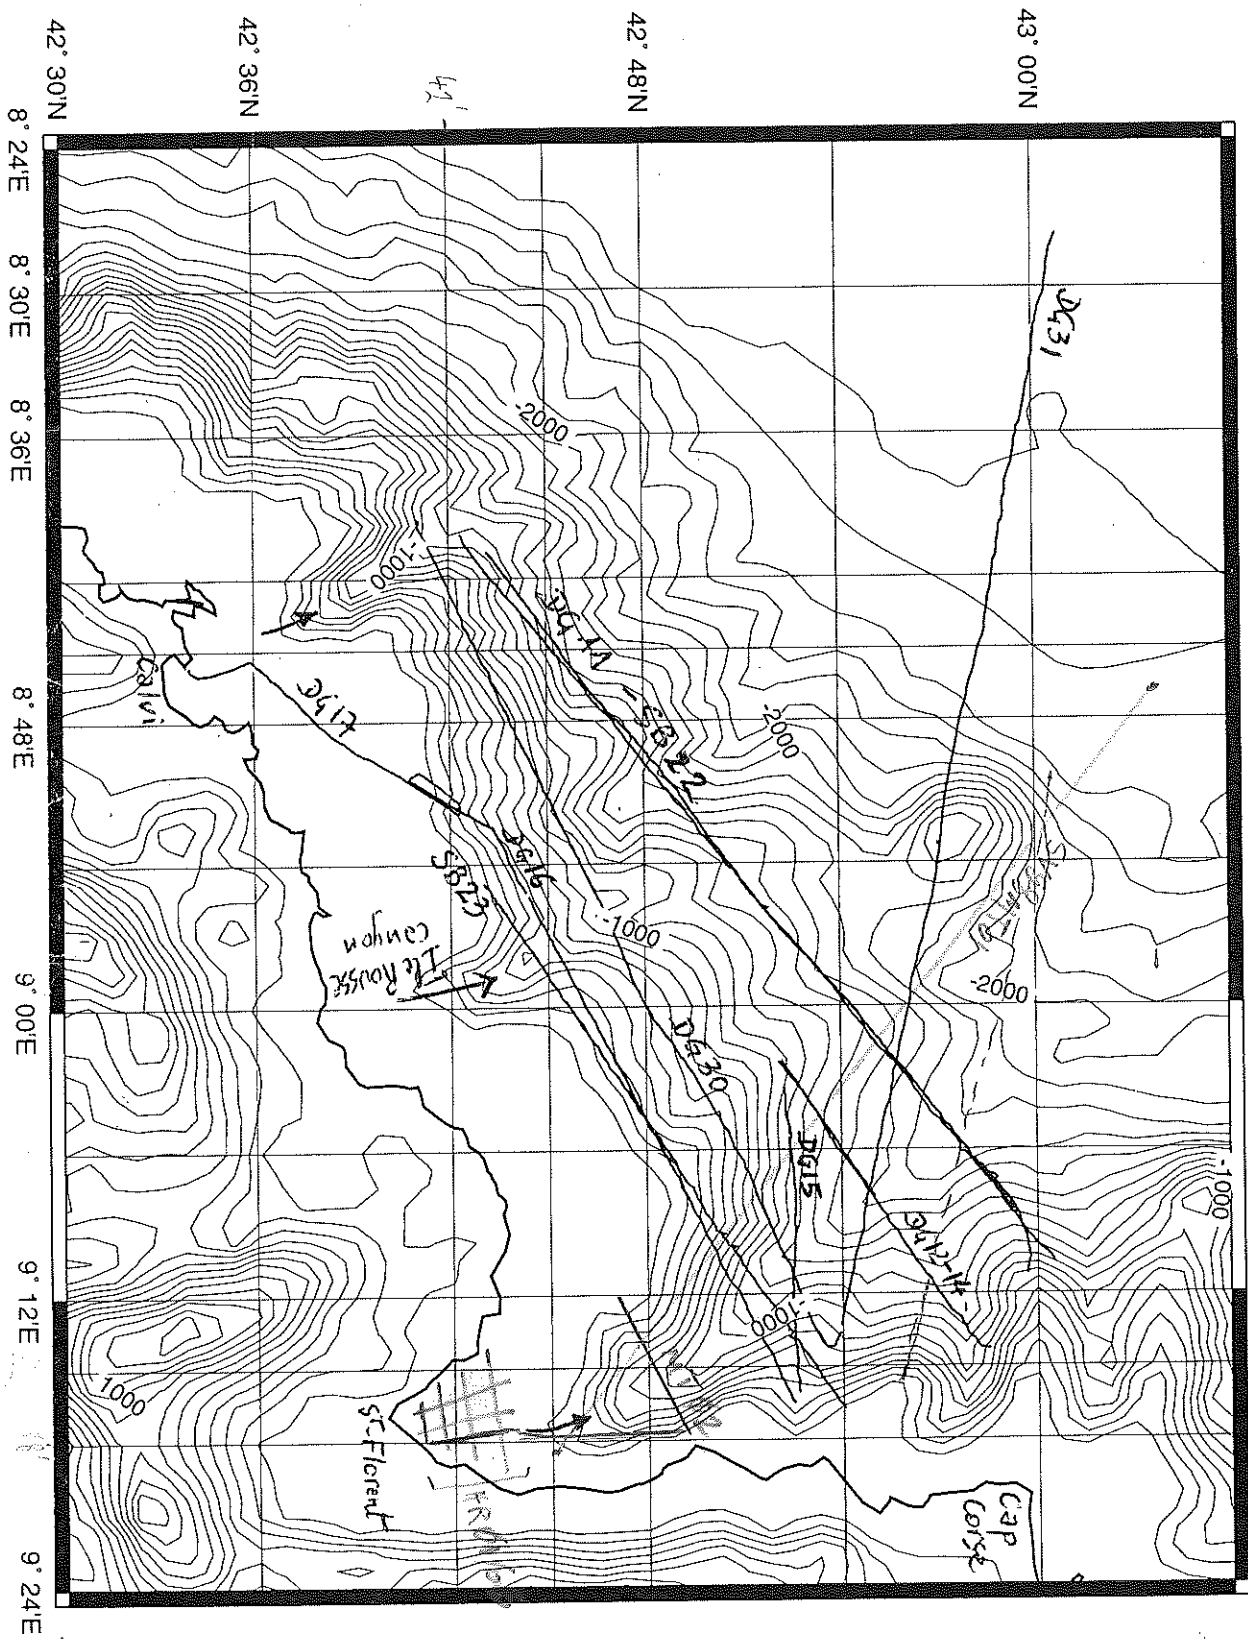 43° 00'N
42° 48'N
42° 36'N
42° 30'N
8° 24'E
8° 30'E
8° 36'E
8° 48'E
9° 00'E
9° 12'E
9° 24'E
42'
-2000
-2000
-2000
-1000
-1000
-1000
-1000
1000
DG31
SB22
DG17
DG16
DG30
DG15
DG12-14
Calvi
Ile Rousse
Canyon
St Florent
Cap
Corse